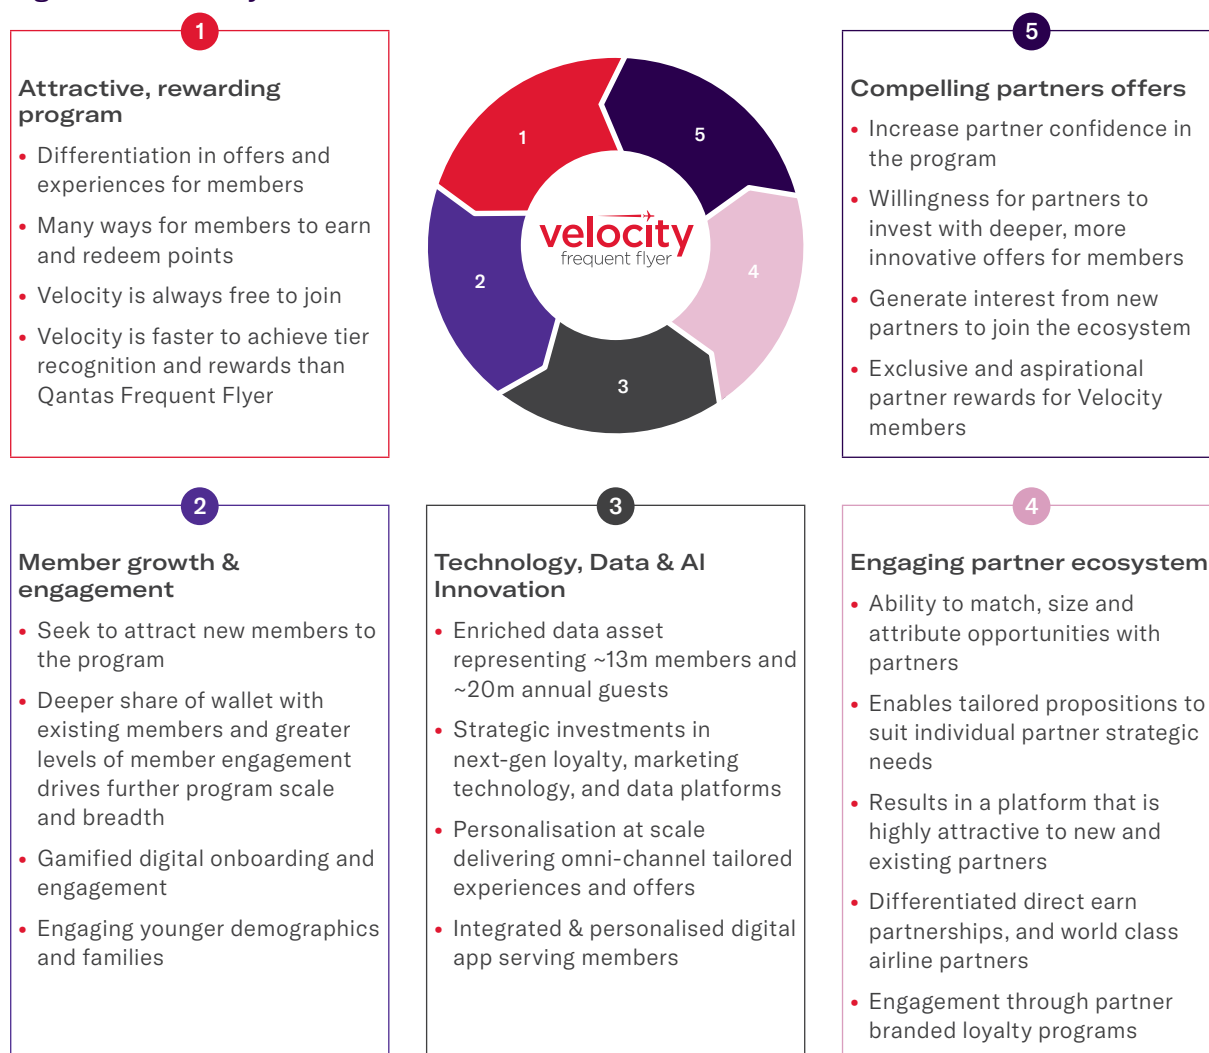 1
Attractive, rewarding
program
• Differentiation in offers and
experiences for members
• Many ways for members to earn
and redeem points
• Velocity is always free to join
• Velocity is faster to achieve tier
recognition and rewards than
Qantas Frequent Flyer
1
5
2
4
3
velocity
frequent flyer
5
Compelling partners offers
• Increase partner confidence in
the program
• Willingness for partners to
invest with deeper, more
innovative offers for members
• Generate interest from new
partners to join the ecosystem
• Exclusive and aspirational
partner rewards for Velocity
members
2
Member growth &
engagement
• Seek to attract new members to
the program
• Deeper share of wallet with
existing members and greater
levels of member engagement
drives further program scale
and breadth
• Gamified digital onboarding and
engagement
• Engaging younger demographics
and families
3
Technology, Data & AI
Innovation
• Enriched data asset
representing ~13m members and
~20m annual guests
• Strategic investments in
next-gen loyalty, marketing
technology, and data platforms
• Personalisation at scale
delivering omni-channel tailored
experiences and offers
• Integrated & personalised digital
app serving members
4
Engaging partner ecosystem
• Ability to match, size and
attribute opportunities with
partners
• Enables tailored propositions to
suit individual partner strategic
needs
• Results in a platform that is
highly attractive to new and
existing partners
• Differentiated direct earn
partnerships, and world class
airline partners
• Engagement through partner
branded loyalty programs